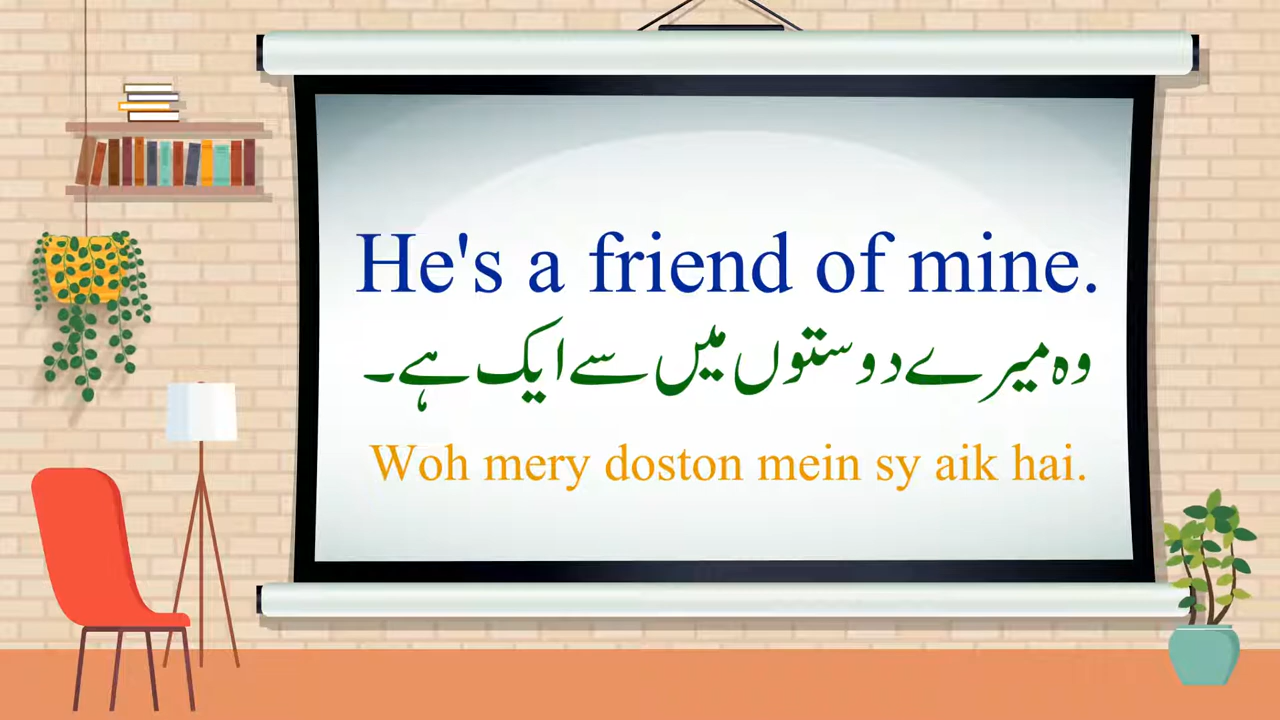 He's a friend of mine.
وہ میرے دوستوں میں سے ایک ہے۔
Woh mery doston mein sy aik hai.